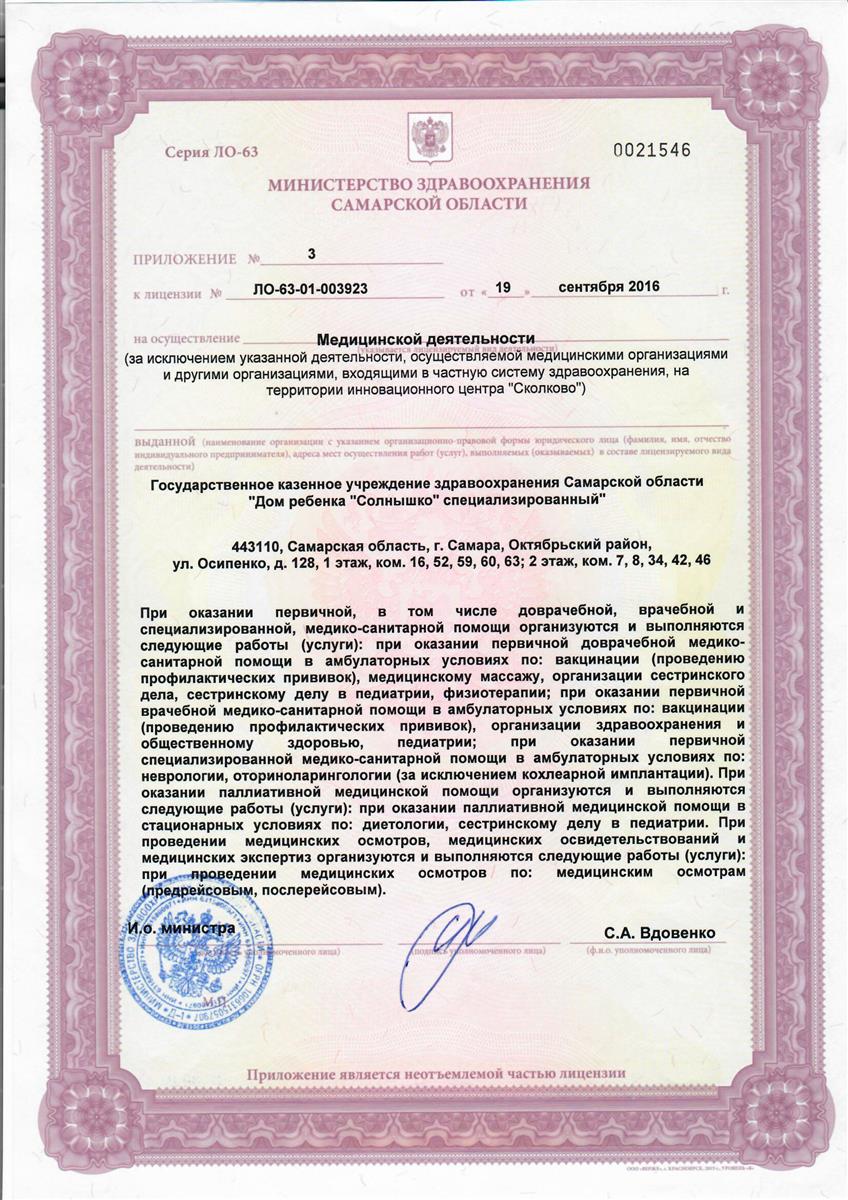 Серия ЛО-63
0021546
МИНИСТЕРСТВО ЗДРАВООХРАНЕНИЯ
САМАРСКОЙ ОБЛАСТИ
ПРИЛОЖЕНИЕ № 3
к лицензии № ЛО-63-01-003923 от « 19 » сентября 2016 г.
на осуществление Медицинской деятельности
(указывается лицензируемый вид деятельности)
(за исключением указанной деятельности, осуществляемой медицинскими организациями
и другими организациями, входящими в частную систему здравоохранения, на
территории инновационного центра "Сколково")
выданной (наименование организации с указанием организационно-правовой формы юридического лица (фамилия, имя, отчество
индивидуального предпринимателя), адреса мест осуществления работ (услуг), выполняемых (оказываемых) в составе лицензируемого вида
деятельности)
Государственное казенное учреждение здравоохранения Самарской области
"Дом ребенка "Солнышко" специализированный"
443110, Самарская область, г. Самара, Октябрьский район,
ул. Осипенко, д. 128, 1 этаж, ком. 16, 52, 59, 60, 63; 2 этаж, ком. 7, 8, 34, 42, 46
При оказании первичной, в том числе доврачебной, врачебной и
специализированной, медико-санитарной помощи организуются и выполняются
следующие работы (услуги): при оказании первичной доврачебной медико-
санитарной помощи в амбулаторных условиях по: вакцинации (проведению
профилактических прививок), медицинскому массажу, организации сестринского
дела, сестринскому делу в педиатрии, физиотерапии; при оказании первичной
врачебной медико-санитарной помощи в амбулаторных условиях по: вакцинации
(проведению профилактических прививок), организации здравоохранения и
общественному здоровью, педиатрии; при оказании первичной
специализированной медико-санитарной помощи в амбулаторных условиях по:
неврологии, оториноларингологии (за исключением кохлеарной имплантации). При
оказании паллиативной медицинской помощи организуются и выполняются
следующие работы (услуги): при оказании паллиативной медицинской помощи в
стационарных условиях по: диетологии, сестринскому делу в педиатрии. При
проведении медицинских осмотров, медицинских освидетельствований и
медицинских экспертиз организуются и выполняются следующие работы (услуги):
при проведении медицинских осмотров по: медицинским осмотрам
(предрейсовым, послерейсовым).
И.о. министра
С.А. Вдовенко
уполномоченного лица)
(подпись уполномоченного лица)
(ф.и.о. уполномоченного лица)
М.П.
Приложение является неотъемлемой частью лицензии